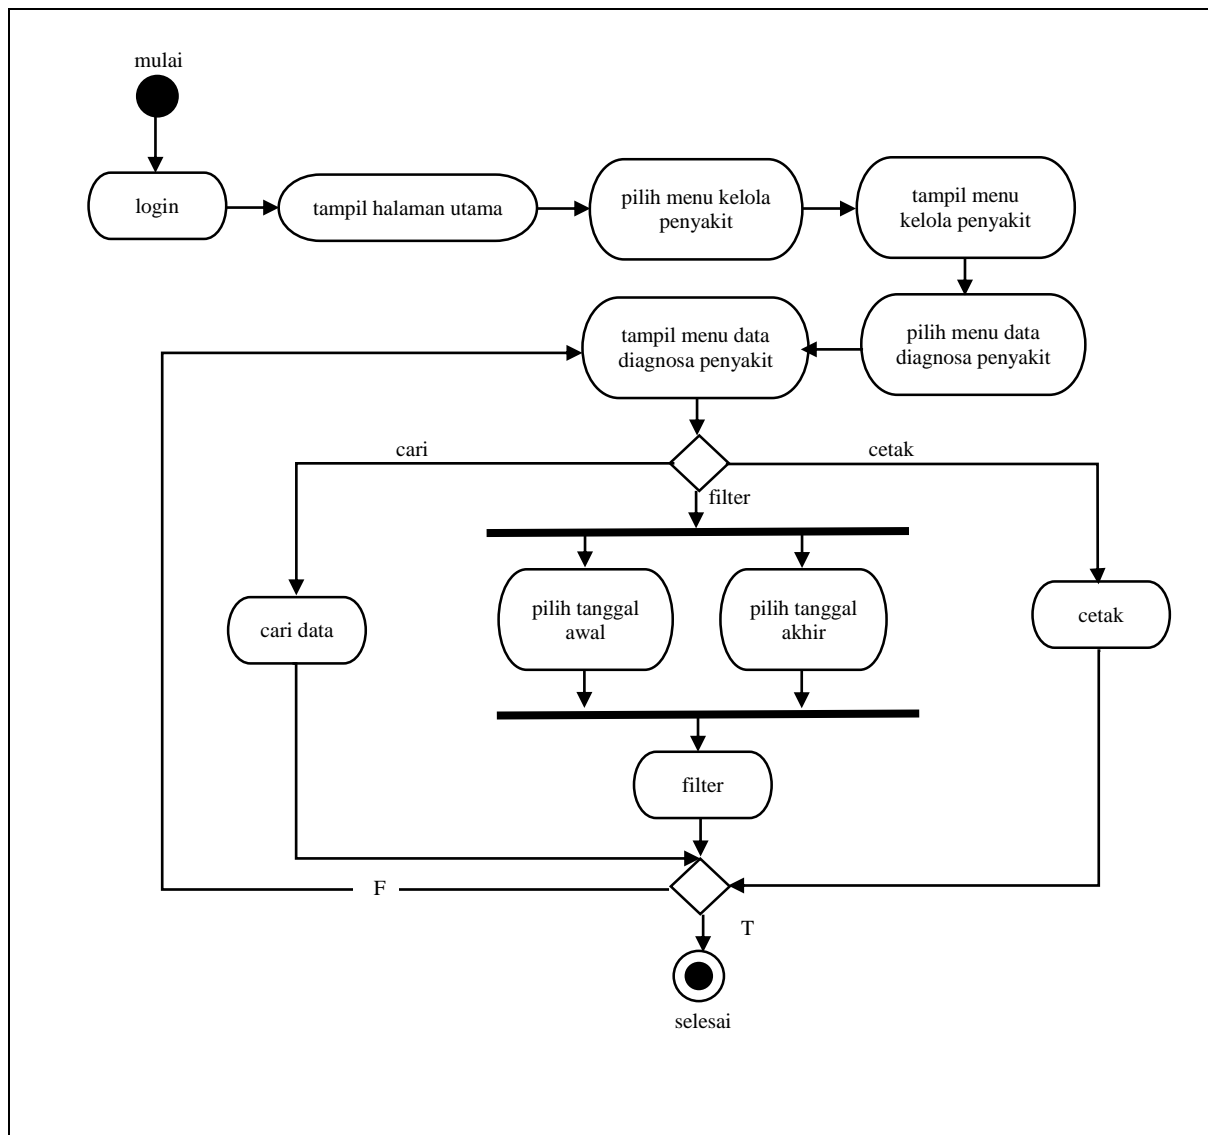 mulai
login
tampil halaman utama
pilih menu kelola
penyakit
tampil menu
kelola penyakit
tampil menu data
diagnosa penyakit
pilih menu data
diagnosa penyakit
cari
cetak
filter
cari data
pilih tanggal
awal
pilih tanggal
akhir
cetak
filter
F
T
selesai